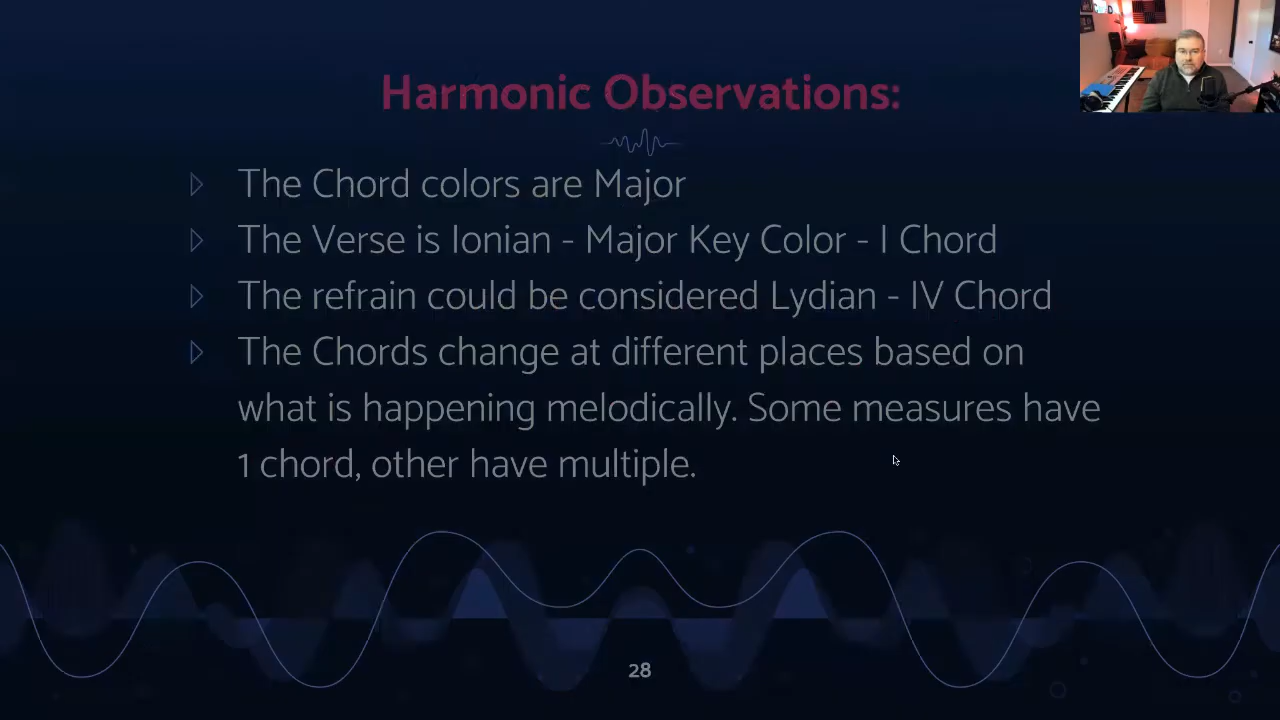 Harmonic Observations:
The Chord colors are Major
The Verse is Ionian - Major Key Color - I Chord
The refrain could be considered Lydian - IV Chord
The Chords change at different places based on
what is happening melodically. Some measures have
1 chord, other have multiple.
28